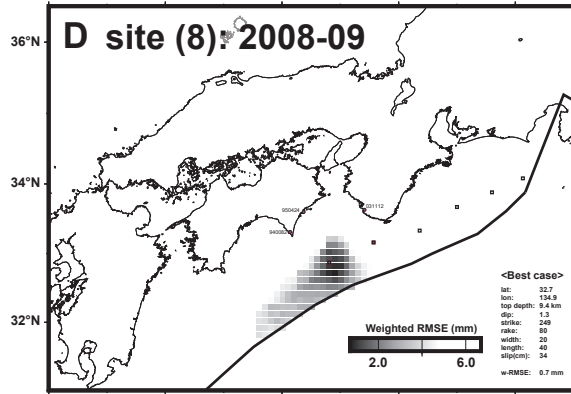 D site (8): 2008-09
36°N
34°N
32°N
950424
031112
<Best case>
lat: 32.7
lon: 134.9
top depth: 9.4 km
dip: 1.3
strike: 249
rake: 80
width: 20
length: 40
slip(cm): 34
w-RMSE: 0.7 mm
Weighted RMSE (mm)
2.0 6.0